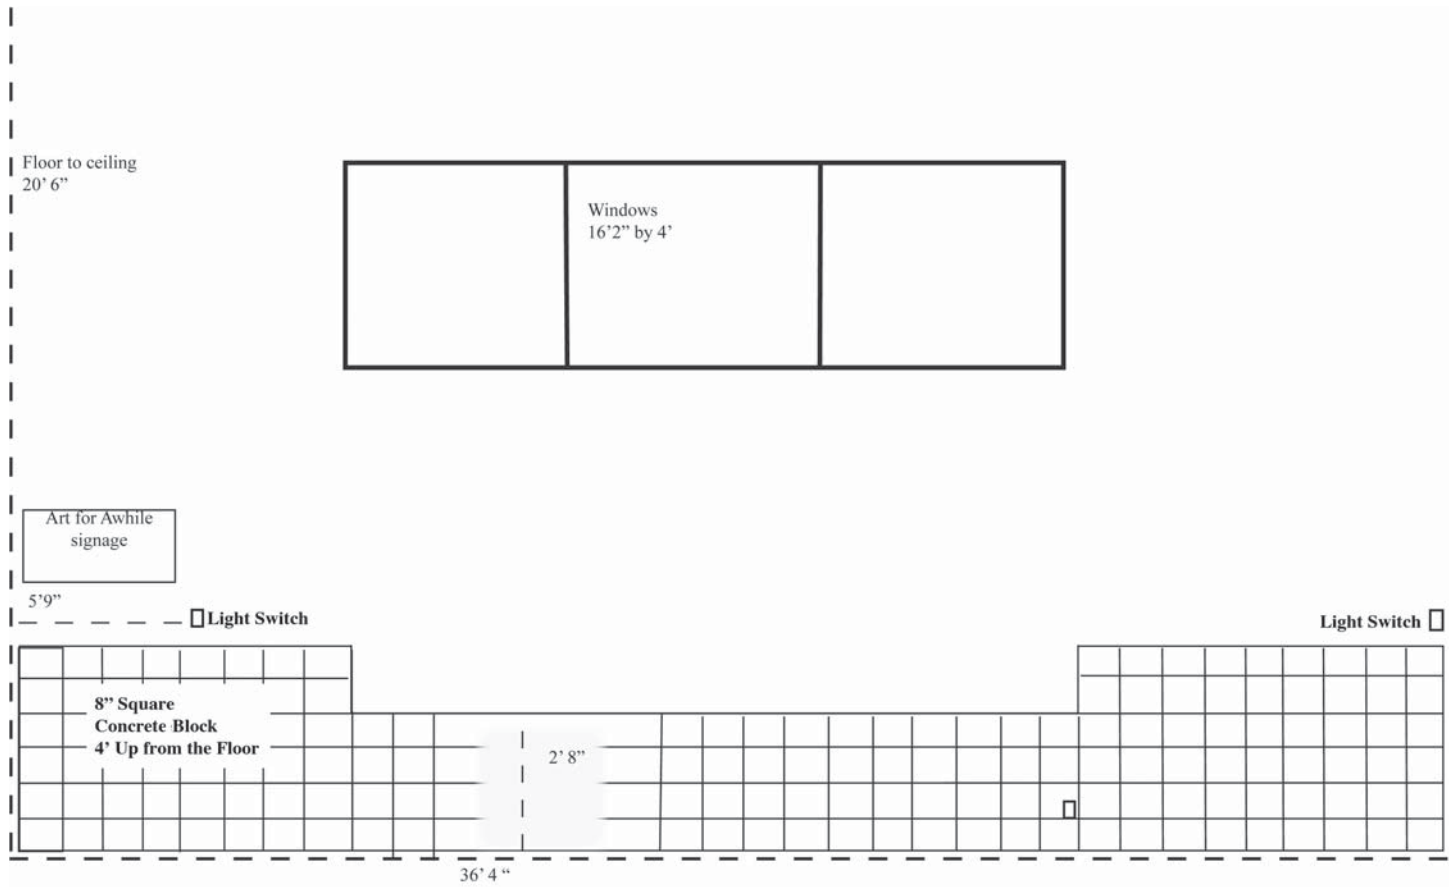 Floor to ceiling
20’ 6”
Windows
16’2” by 4’
Art for Awhile
signage
5’9”
Light Switch
Light Switch
8” Square
Concrete Block
4’ Up from the Floor
2’ 8”
36’ 4 “